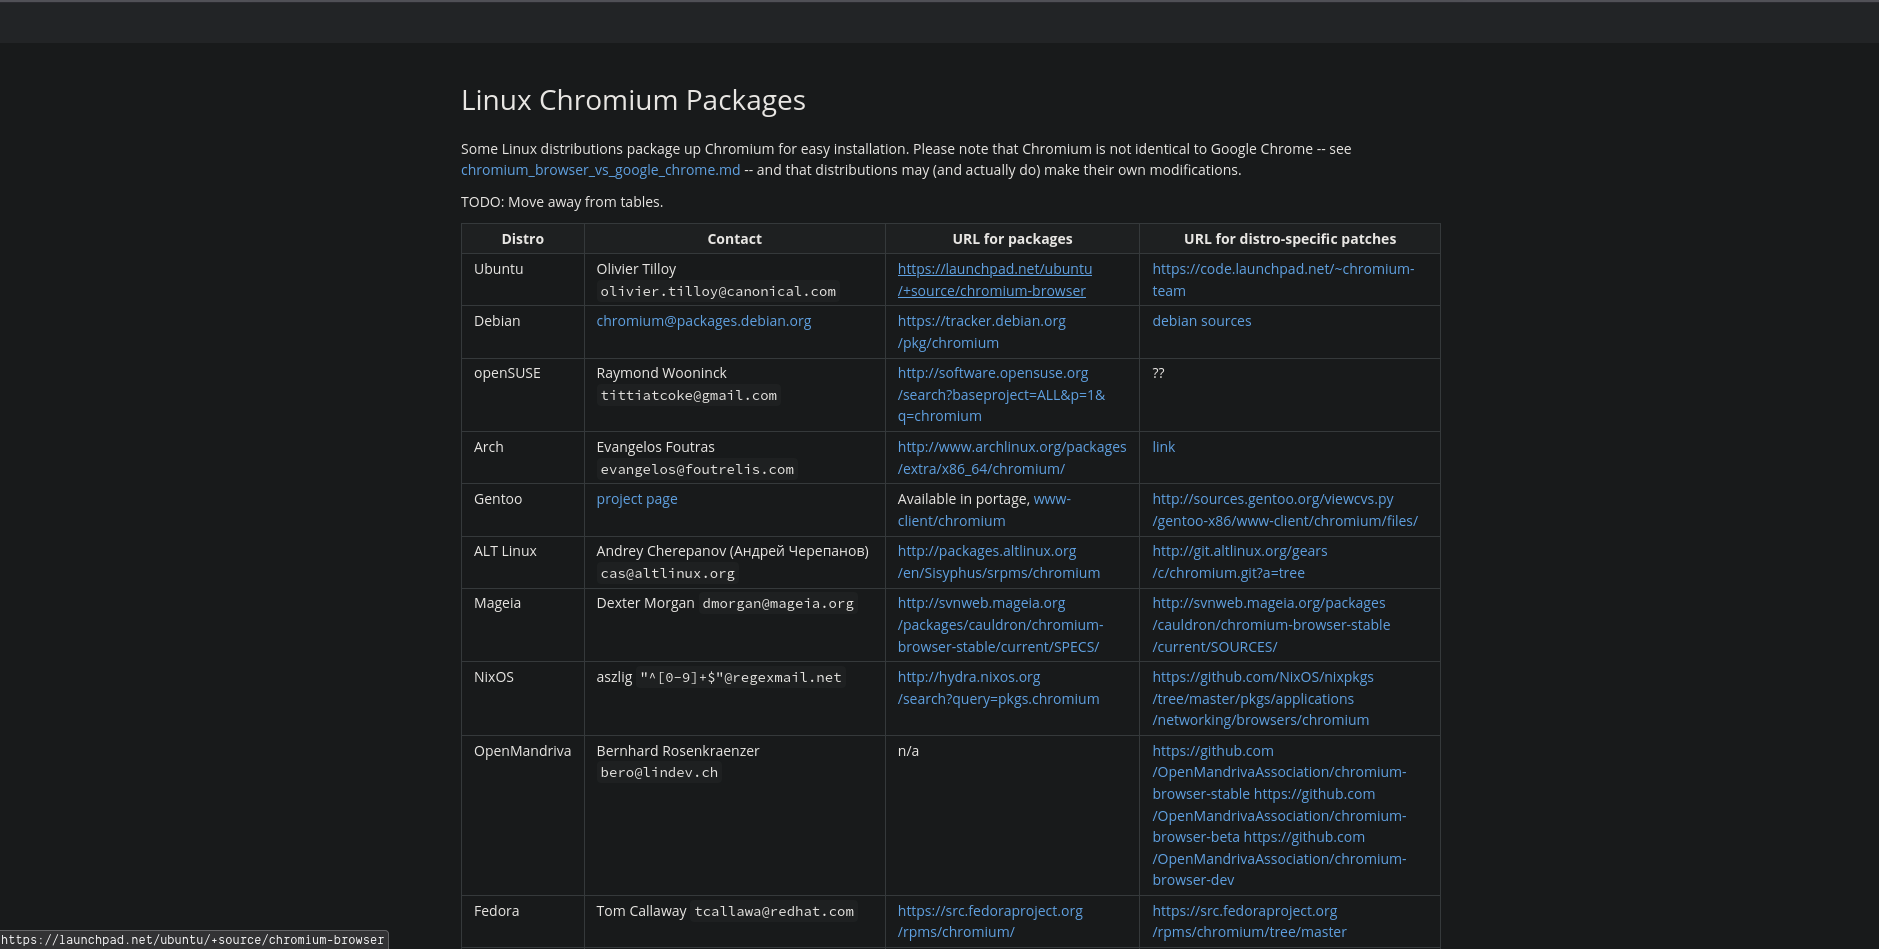 Linux Chromium Packages
Some Linux distributions package up Chromium for easy installation. Please note that Chromium is not identical to Google Chrome -- see
chromium_browser_vs_google_chrome.md -- and that distributions may (and actually do) make their own modifications.
TODO: Move away from tables.
Distro Contact URL for packages URL for distro-specific patches
Ubuntu Olivier Tilloy https://launchpad.net/ubuntu https://code.launchpad.net/~chromium-
olivier.tilloy@canonical.com /+source/chromium-browser team
Debian chromium@packages.debian.org https://tracker.debian.org debian sources
/pkg/chromium
openSUSE Raymond Wooninck http://software.opensuse.org ??
tittiatcoke@gmail.com /search?baseproject=ALL&p=1&
q=chromium
Arch Evangelos Foutras http://www.archlinux.org/packages link
evangelos@foutrelis.com /extra/x86_64/chromium/
Gentoo project page Available in portage, www- http://sources.gentoo.org/viewcvs.py
client/chromium /gentoo-x86/www-client/chromium/files/
ALT Linux Andrey Cherepanov (Андрей Черепанов) http://packages.altlinux.org http://git.altlinux.org/gears
cas@altlinux.org /en/Sisyphus/srpms/chromium /c/chromium.git?a=tree
Mageia Dexter Morgan dmorgan@mageia.org http://svnweb.mageia.org http://svnweb.mageia.org/packages
/packages/cauldron/chromium- /cauldron/chromium-browser-stable
browser-stable/current/SPECS/ /current/SOURCES/
NixOS aszlig "^[0-9]+$"@regexmail.net http://hydra.nixos.org https://github.com/NixOS/nixpkgs
/search?query=pkgs.chromium /tree/master/pkgs/applications
/networking/browsers/chromium
OpenMandriva Bernhard Rosenkraenzer n/a https://github.com
bero@lindev.ch /OpenMandrivaAssociation/chromium-
browser-stable https://github.com
/OpenMandrivaAssociation/chromium-
browser-beta https://github.com
/OpenMandrivaAssociation/chromium-
browser-dev
Fedora Tom Callaway tcallawa@redhat.com https://src.fedoraproject.org https://src.fedoraproject.org
/rpms/chromium/ /rpms/chromium/tree/master
https://launchpad.net/ubuntu/+source/chromium-browser